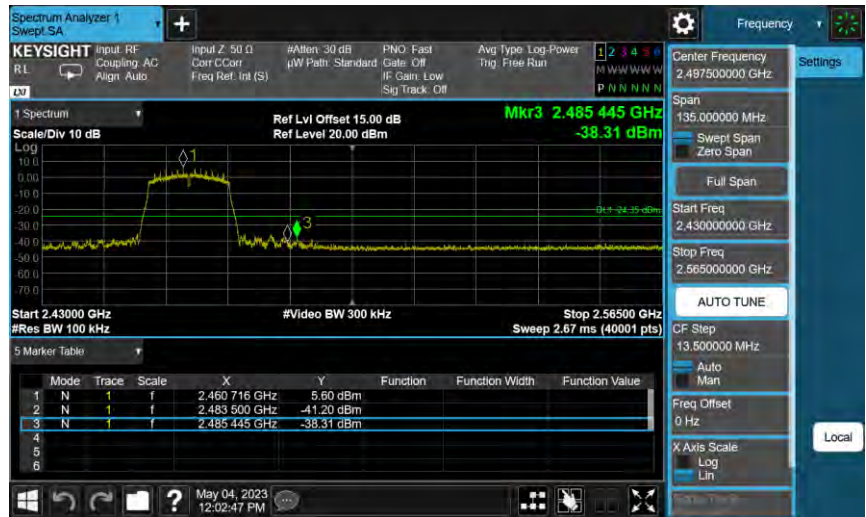 Spectrum Analyzer 1
Swept SA
+
Frequency
KEYSIGHT Input: RF Input Z: 50 Ω #Atten: 30 dB PNO: Fast Avg Type: Log-Power 1 2 3 4 5 6
RL Coupling: AC Corr CCorr µW Path: Standard Gate: Off Trig: Free Run M W W W W W
Align: Auto Freq Ref: Int (S) IF Gain: Low
LXI Sig Track: Off P N N N N N
Center Frequency
2.497500000 GHz
Settings
Span
135.000000 MHz
Swept Span
Zero Span
Full Span
Start Freq
2.430000000 GHz
Stop Freq
2.565000000 GHz
AUTO TUNE
CF Step
13.500000 MHz
Auto
Man
Freq Offset
0 Hz
X Axis Scale
Log
Lin
Local
1 Spectrum
Ref Lvl Offset 15.00 dB Mkr3 2.485 445 GHz
Scale/Div 10 dB Ref Level 20.00 dBm -38.31 dBm
Log
10.0
0.00
-10.0
-20.0
-30.0
-40.0
-50.0
-60.0
-70.0
1
3
DL1 -24.35 dBm
Start 2.43000 GHz #Video BW 300 kHz Stop 2.56500 GHz
#Res BW 100 kHz Sweep 2.67 ms (40001 pts)
5 Marker Table
Mode Trace Scale X Y Function Function Width Function Value
1 N 1 f 2.460 716 GHz 5.60 dBm
2 N 1 f 2.483 500 GHz -41.20 dBm
3 N 1 f 2.485 445 GHz -38.31 dBm
4
5
6
? May 04, 2023
12:02:47 PM